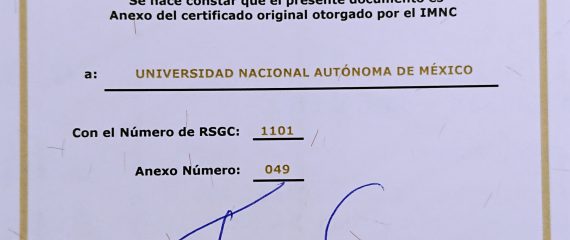 Se hace constar que el presente documento es
Anexo del certificado original otorgado por el IMNC
a: UNIVERSIDAD NACIONAL AUTÓNOMA DE MÉXICO
Con el Número de RSGC: 1101
Anexo Número: 049